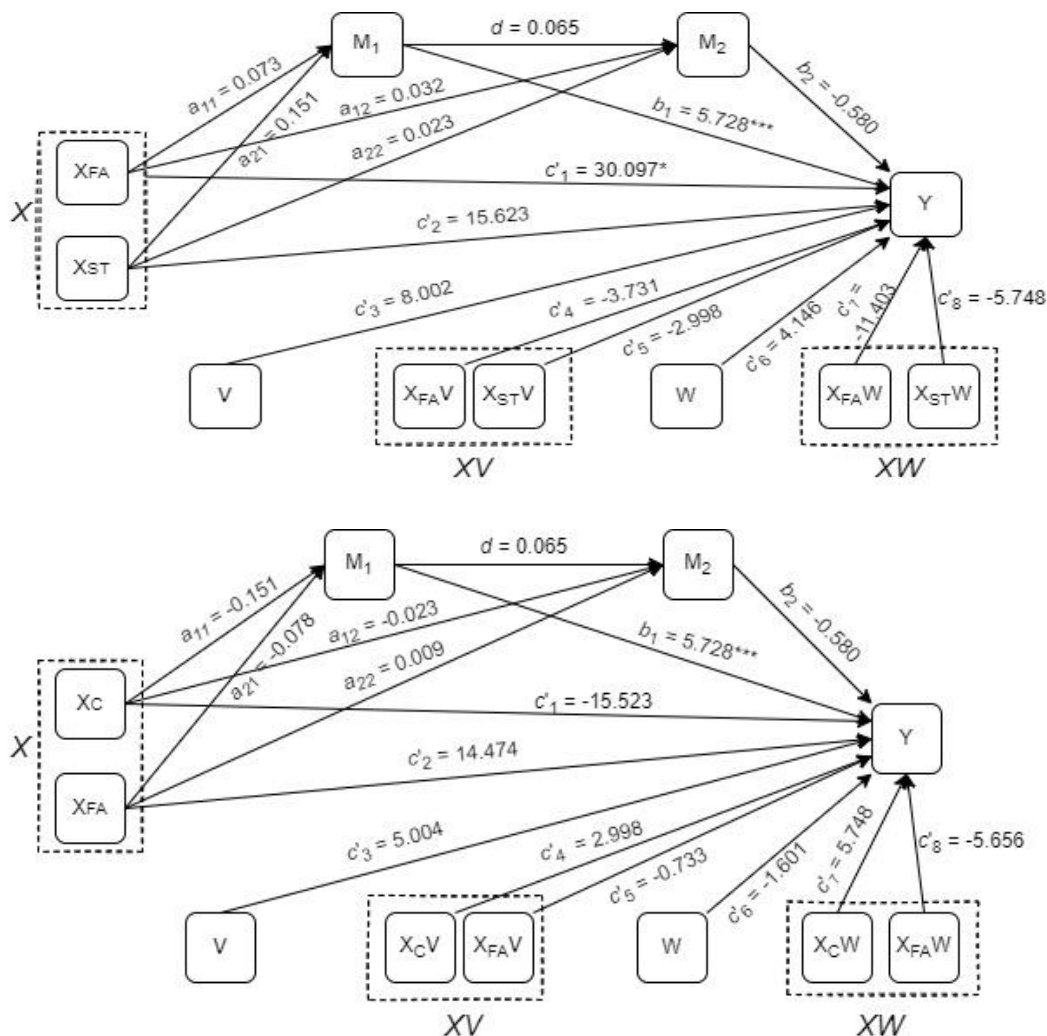 M1
d = 0.065
M2
a11 = 0.073
a12 = 0.032
b2 = -0.580
a21 = 0.151
a22 = 0.023
b1 = 5.728***
XFA
c'1 = 30.097*
X
Y
XST
c'2 = 15.623
c'3 = 8.002
c'4 = -3.731
c'5 = -2.998
c'6 = 4.146
c'7 =
-11.403
c'8 = -5.748
V
XFAV
XSTV
W
XFAW
XSTW
XV
XW
M1
d = 0.065
M2
a11 = -0.151
a12 = -0.023
b2 = -0.580
a21 = -0.078
a22 = 0.009
b1 = 5.728***
XC
c'1 = -15.523
X
Y
XFA
c'2 = 14.474
c'3 = 5.004
c'4 = 2.998
c'5 = -0.733
c'6 = -1.601
c'7 = 5.748
c'8 = -5.656
V
XCV
XFAV
W
XCW
XFAW
XV
XW